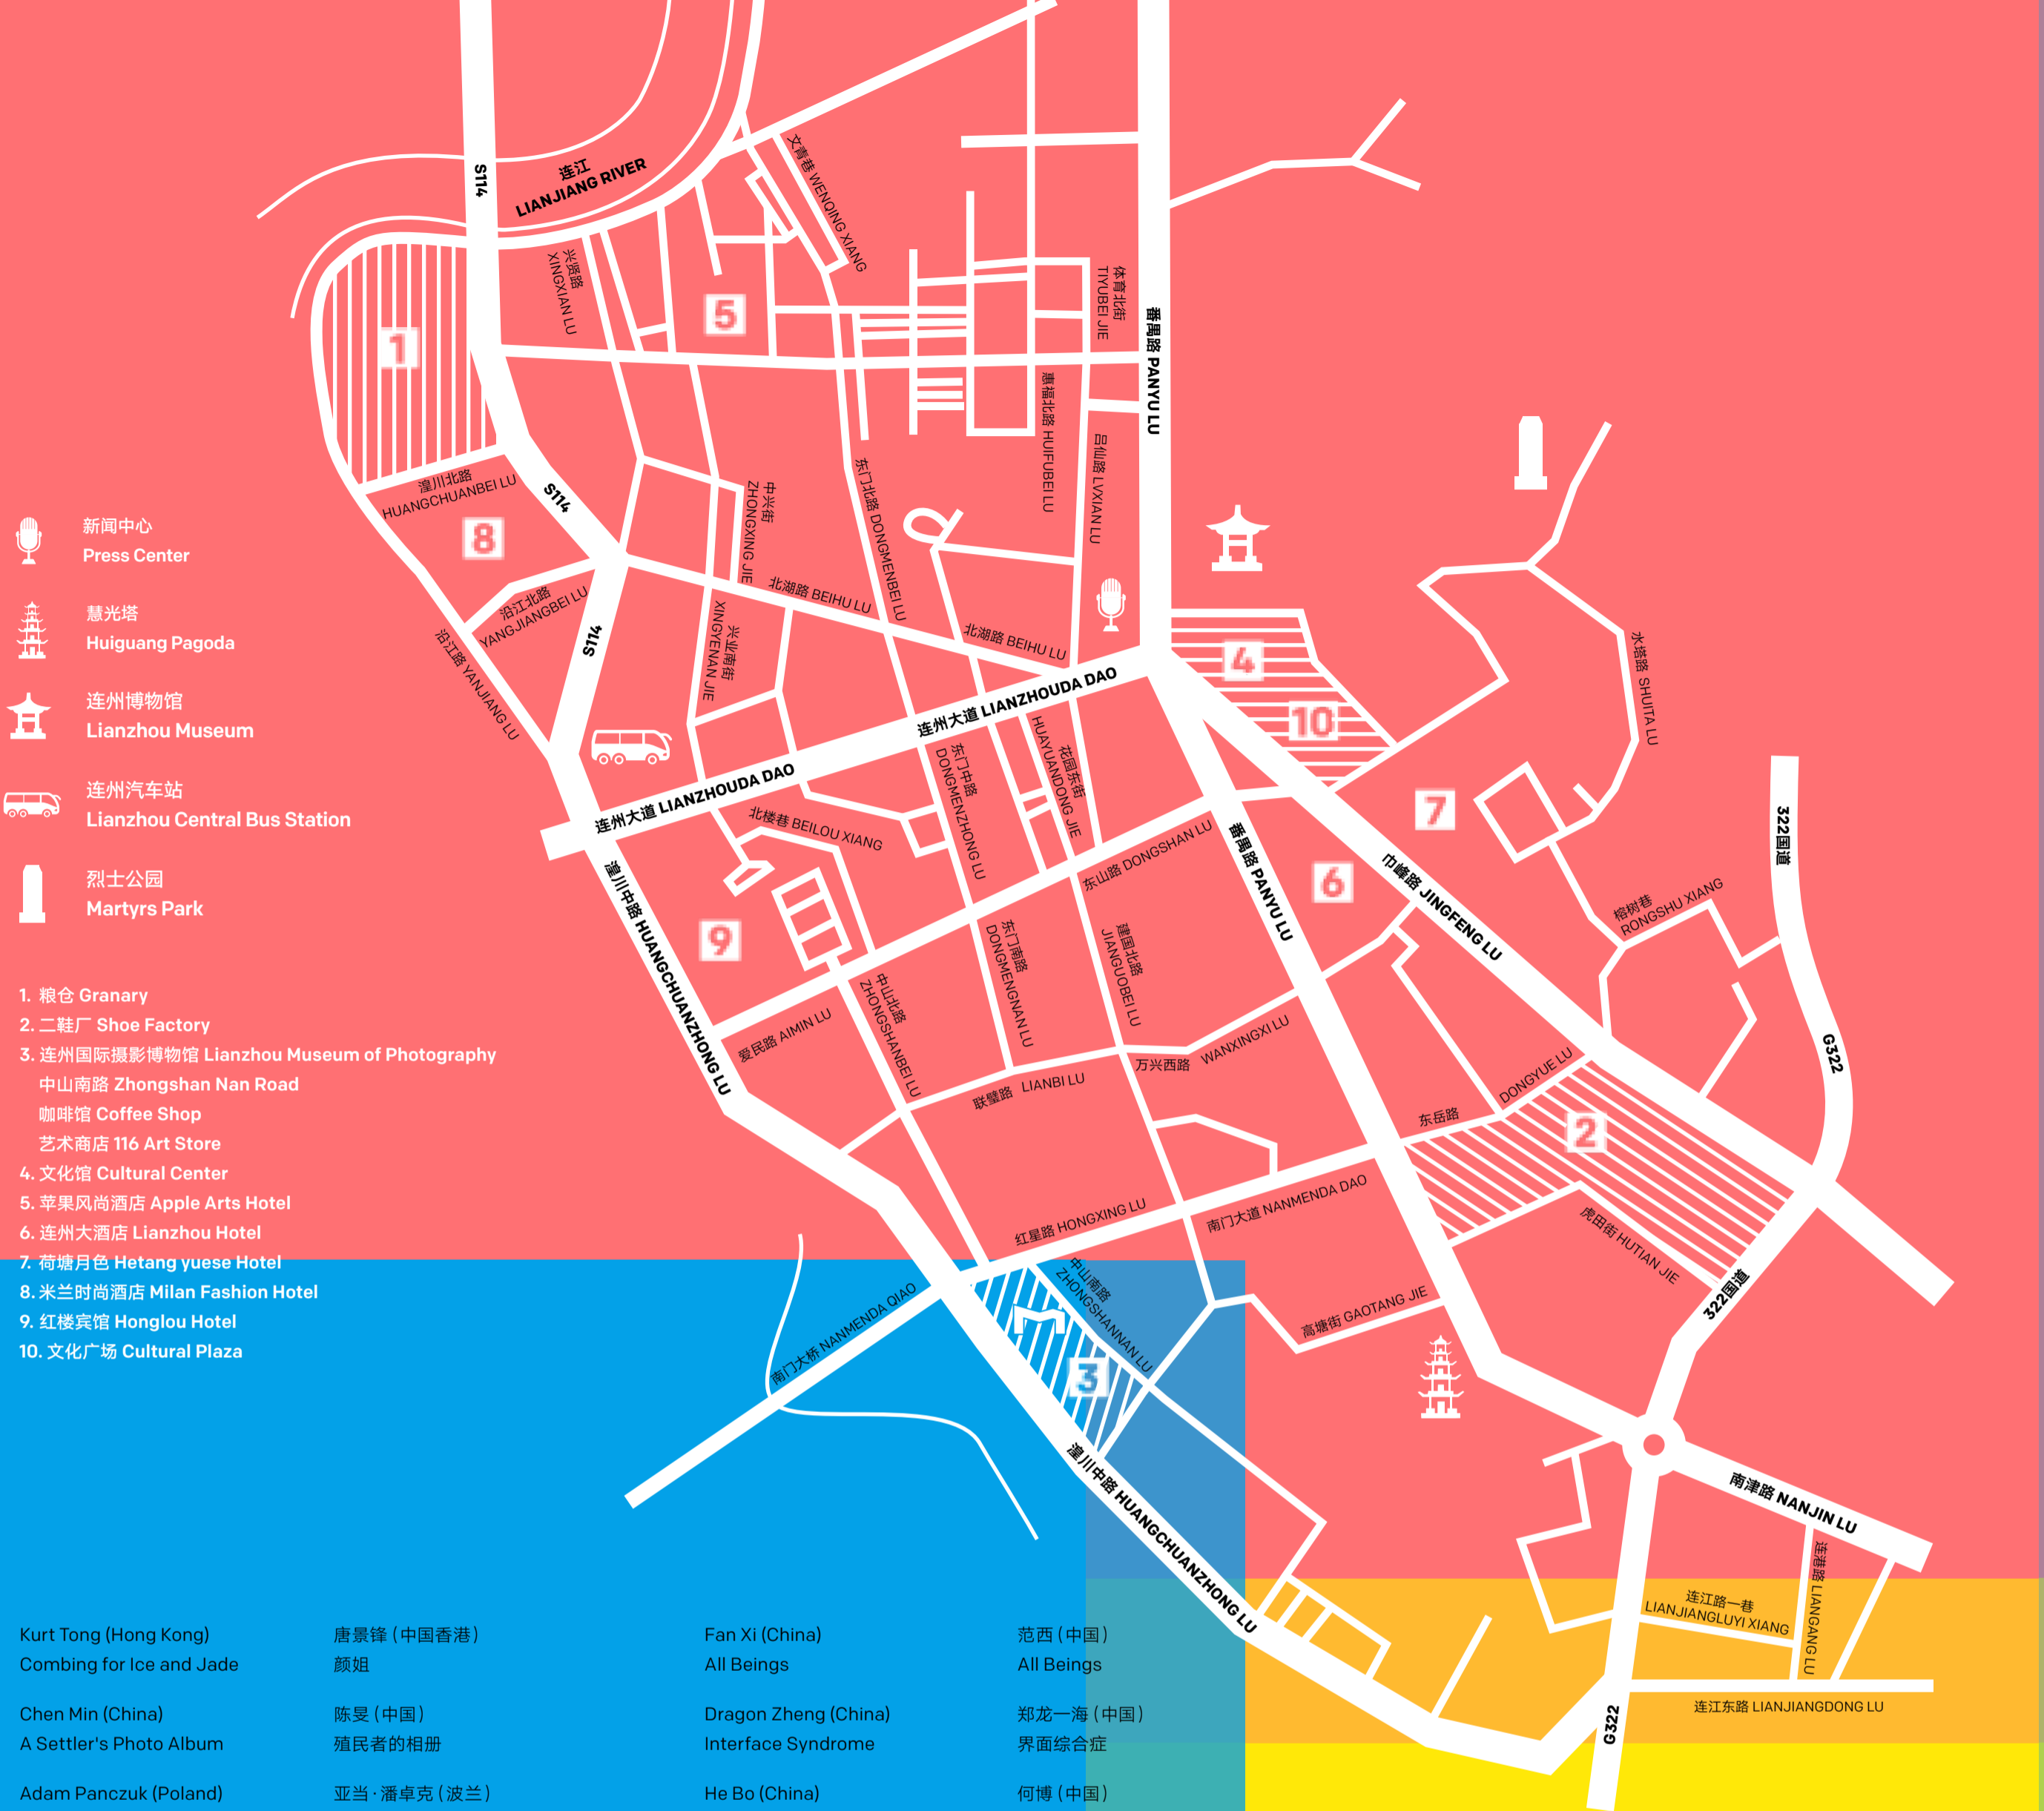 S114
连江
LIANJIANG RIVER
文青巷 WENQING XIANG
兴贤路
XINGXIAN LU
体育北街
TIYUBEI JIE
番禺路 PANYU LU
5
1
惠福北路 HUIFUBEI LU
吕仙路 LVXIAN LU
湟川北路
HUANGCHUANBEI LU
S114
中兴街
ZHONGXING JIE
东门北路 DONGMENBEI LU
8
北湖路 BEIHU LU
沿江北路
YANGJIANGBEI LU
S114
沿江路 YANJIANG LU
兴业南街
XINGYENAN JIE
北湖路 BEIHU LU
4
10
水塔路 SHUITA LU
连州大道 LIANZHOUDA DAO
连州大道 LIANZHOUDA DAO
东门中路
DONGMENZHONG LU
花园东街
HUAYUANDONG JIE
7
322国道
北楼巷 BEILOU XIANG
东山路 DONGSHAN LU
番禺路 PANYU LU
6
巾峰路 JINGFENG LU
榕树巷
RONGSHU XIANG
湟川中路 HUANGCHUANZHONG LU
9
东门南路
DONGMENGNAN LU
建国北路
JIANGUOBEI LU
中山北路
ZHONGSHANBEI LU
爱民路 AIMIN LU
万兴西路 WANXINGXI LU
联璧路 LIANBI LU
G322
东岳路 DONGYUE LU
2
红星路 HONGXING LU
南门大道 NANMENDA DAO
虎田街 HUTIAN JIE
322国道
中山南路
ZHONGSHANNAN LU
南门大桥 NANMENDA QIAO
高塘街 GAOTANG JIE
3
湟川中路 HUANGCHUANZHONG LU
南津路 NANJIN LU
连港路 LIANGANG LU
连江路一巷
LIANJIANGLUYI XIANG
连江东路 LIANJIANGDONG LU
G322
新闻中心
Press Center
慧光塔
Huiguang Pagoda
连州博物馆
Lianzhou Museum
连州汽车站
Lianzhou Central Bus Station
烈士公园
Martyrs Park
1. 粮仓 Granary
2. 二鞋厂 Shoe Factory
3. 连州国际摄影博物馆 Lianzhou Museum of Photography
中山南路 Zhongshan Nan Road
咖啡馆 Coffee Shop
艺术商店 116 Art Store
4. 文化馆 Cultural Center
5. 苹果风尚酒店 Apple Arts Hotel
6. 连州大酒店 Lianzhou Hotel
7. 荷塘月色 Hetang yuese Hotel
8. 米兰时尚酒店 Milan Fashion Hotel
9. 红楼宾馆 Honglou Hotel
10. 文化广场 Cultural Plaza
Kurt Tong (Hong Kong)
Combing for Ice and Jade
Chen Min (China)
A Settler's Photo Album
Adam Panczuk (Poland)
唐景锋 (中国香港)
颜姐
陈旻 (中国)
殖民者的相册
亚当·潘卓克 (波兰)
Fan Xi (China)
All Beings
Dragon Zheng (China)
Interface Syndrome
He Bo (China)
范西 (中国)
All Beings
郑龙一海 (中国)
界面综合症
何博 (中国)